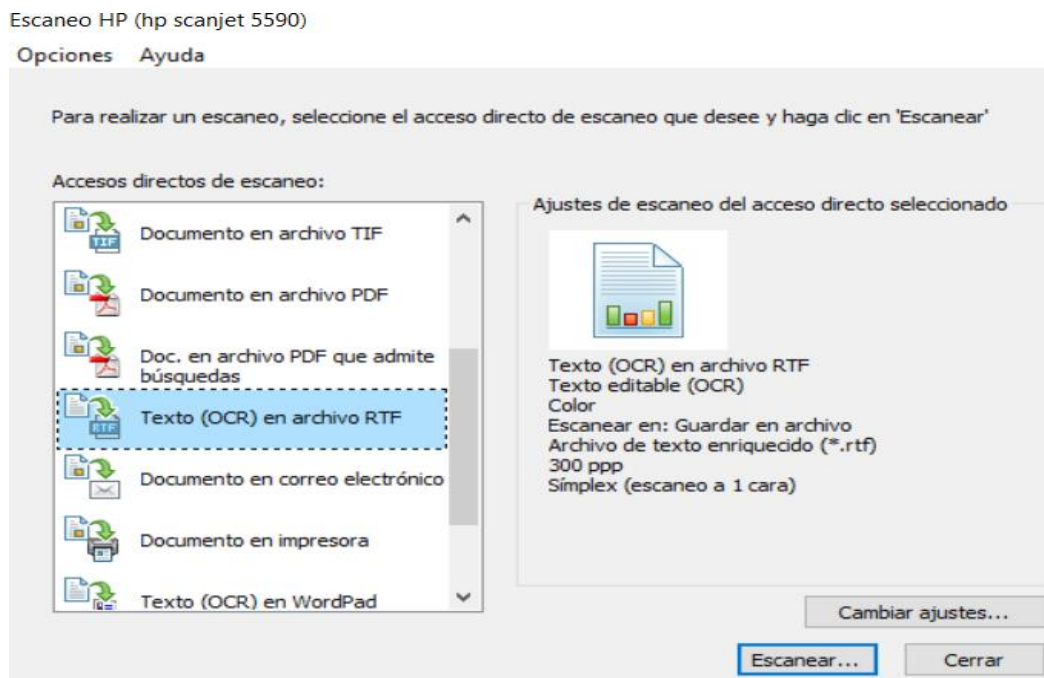 Escaneo HP (hp scanjet 5590)
Opciones Ayuda
Para realizar un escaneo, seleccione el acceso directo de escaneo que desee y haga clic en 'Escanear'
Accesos directos de escaneo:
TIF
Documento en archivo TIF
Documento en archivo PDF
Doc. en archivo PDF que admite
búsquedas
RTF
Texto (OCR) en archivo RTF
Documento en correo electrónico
Documento en impresora
Texto (OCR) en WordPad
Ajustes de escaneo del acceso directo seleccionado
Texto (OCR) en archivo RTF
Texto editable (OCR)
Color
Escanear en: Guardar en archivo
Archivo de texto enriquecido (*.rtf)
300 ppp
Símplex (escaneo a 1 cara)
Cambiar ajustes...
Escanear... Cerrar